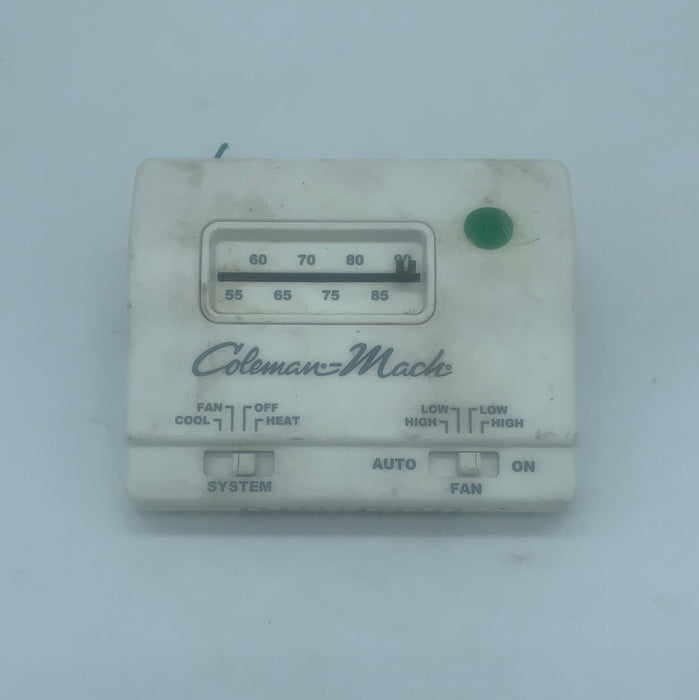 60 70 80 90
55 65 75 85
Coleman-Mach
FAN OFF
COOL HEAT
LOW LOW
HIGH HIGH
AUTO ON
SYSTEM FAN